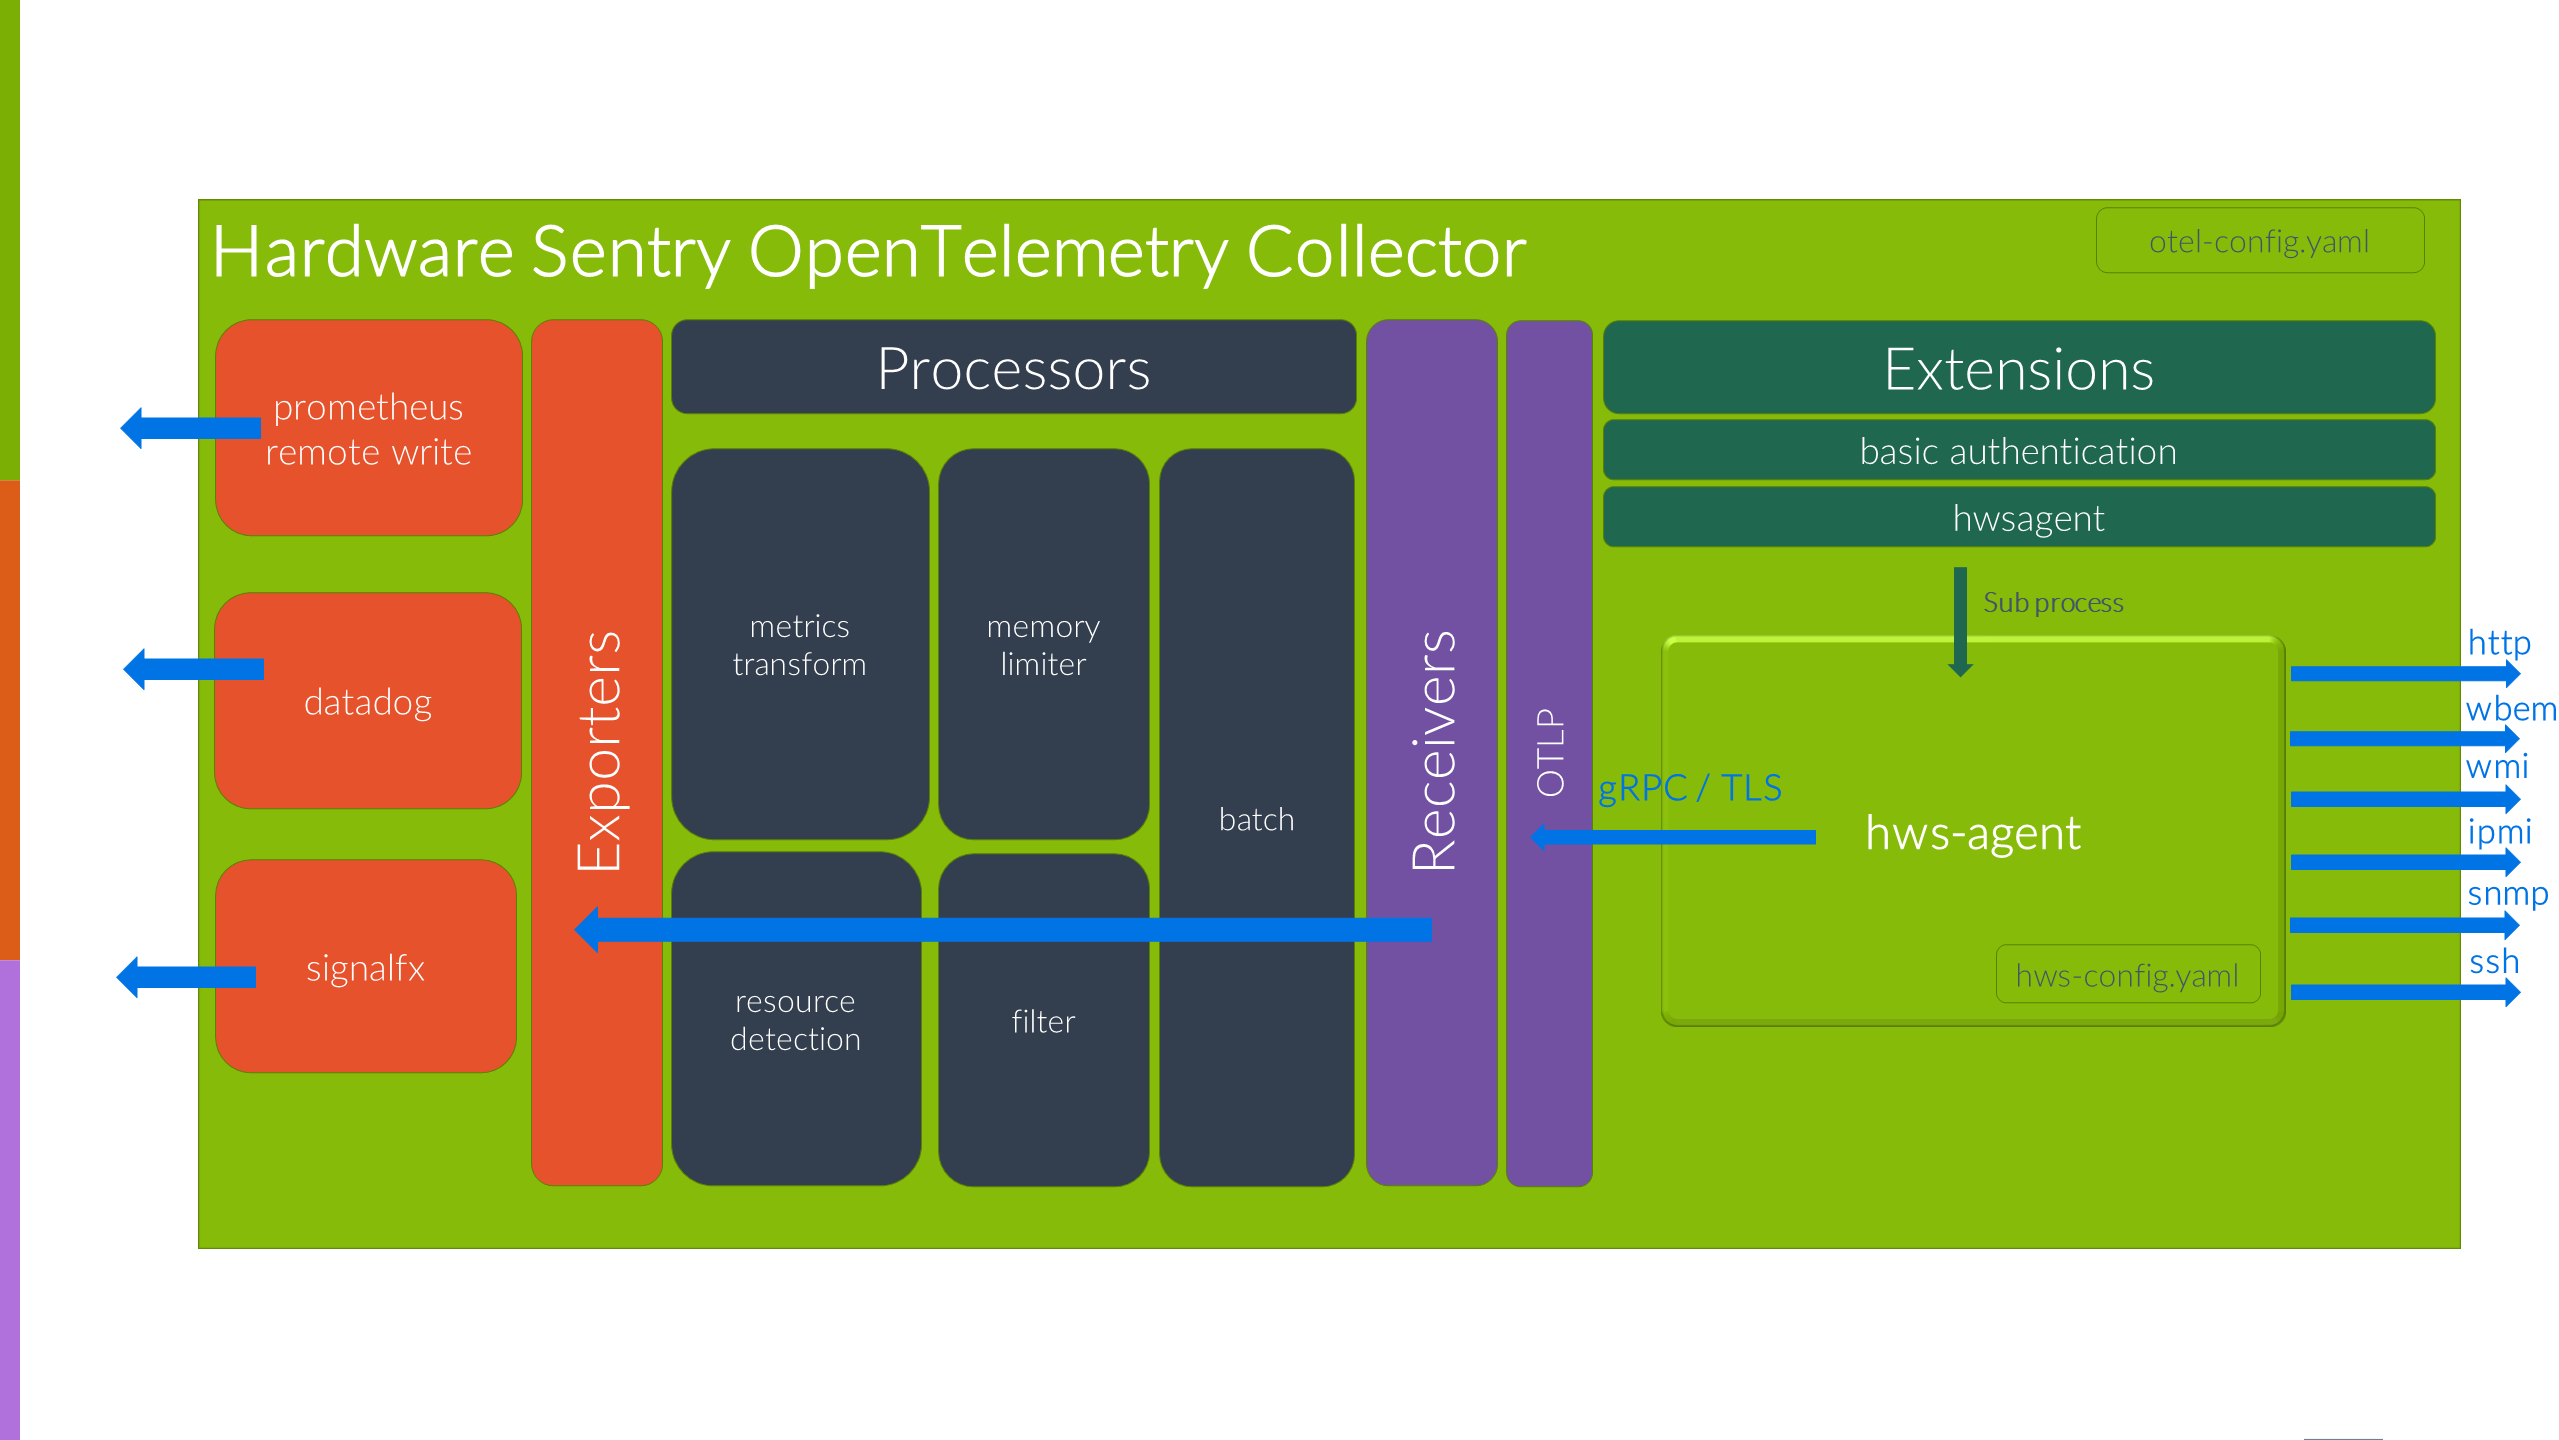 Hardware Sentry OpenTelemetry Collector
otel-config.yaml
prometheus
remote write
datadog
signalfx
Exporters
Processors
metrics
transform
memory
limiter
batch
resource
detection
filter
Receivers
OTLP
Extensions
basic authentication
hwsagent
Sub process
gRPC / TLS
hws-agent
hws-config.yaml
http
wbem
wmi
ipmi
snmp
ssh